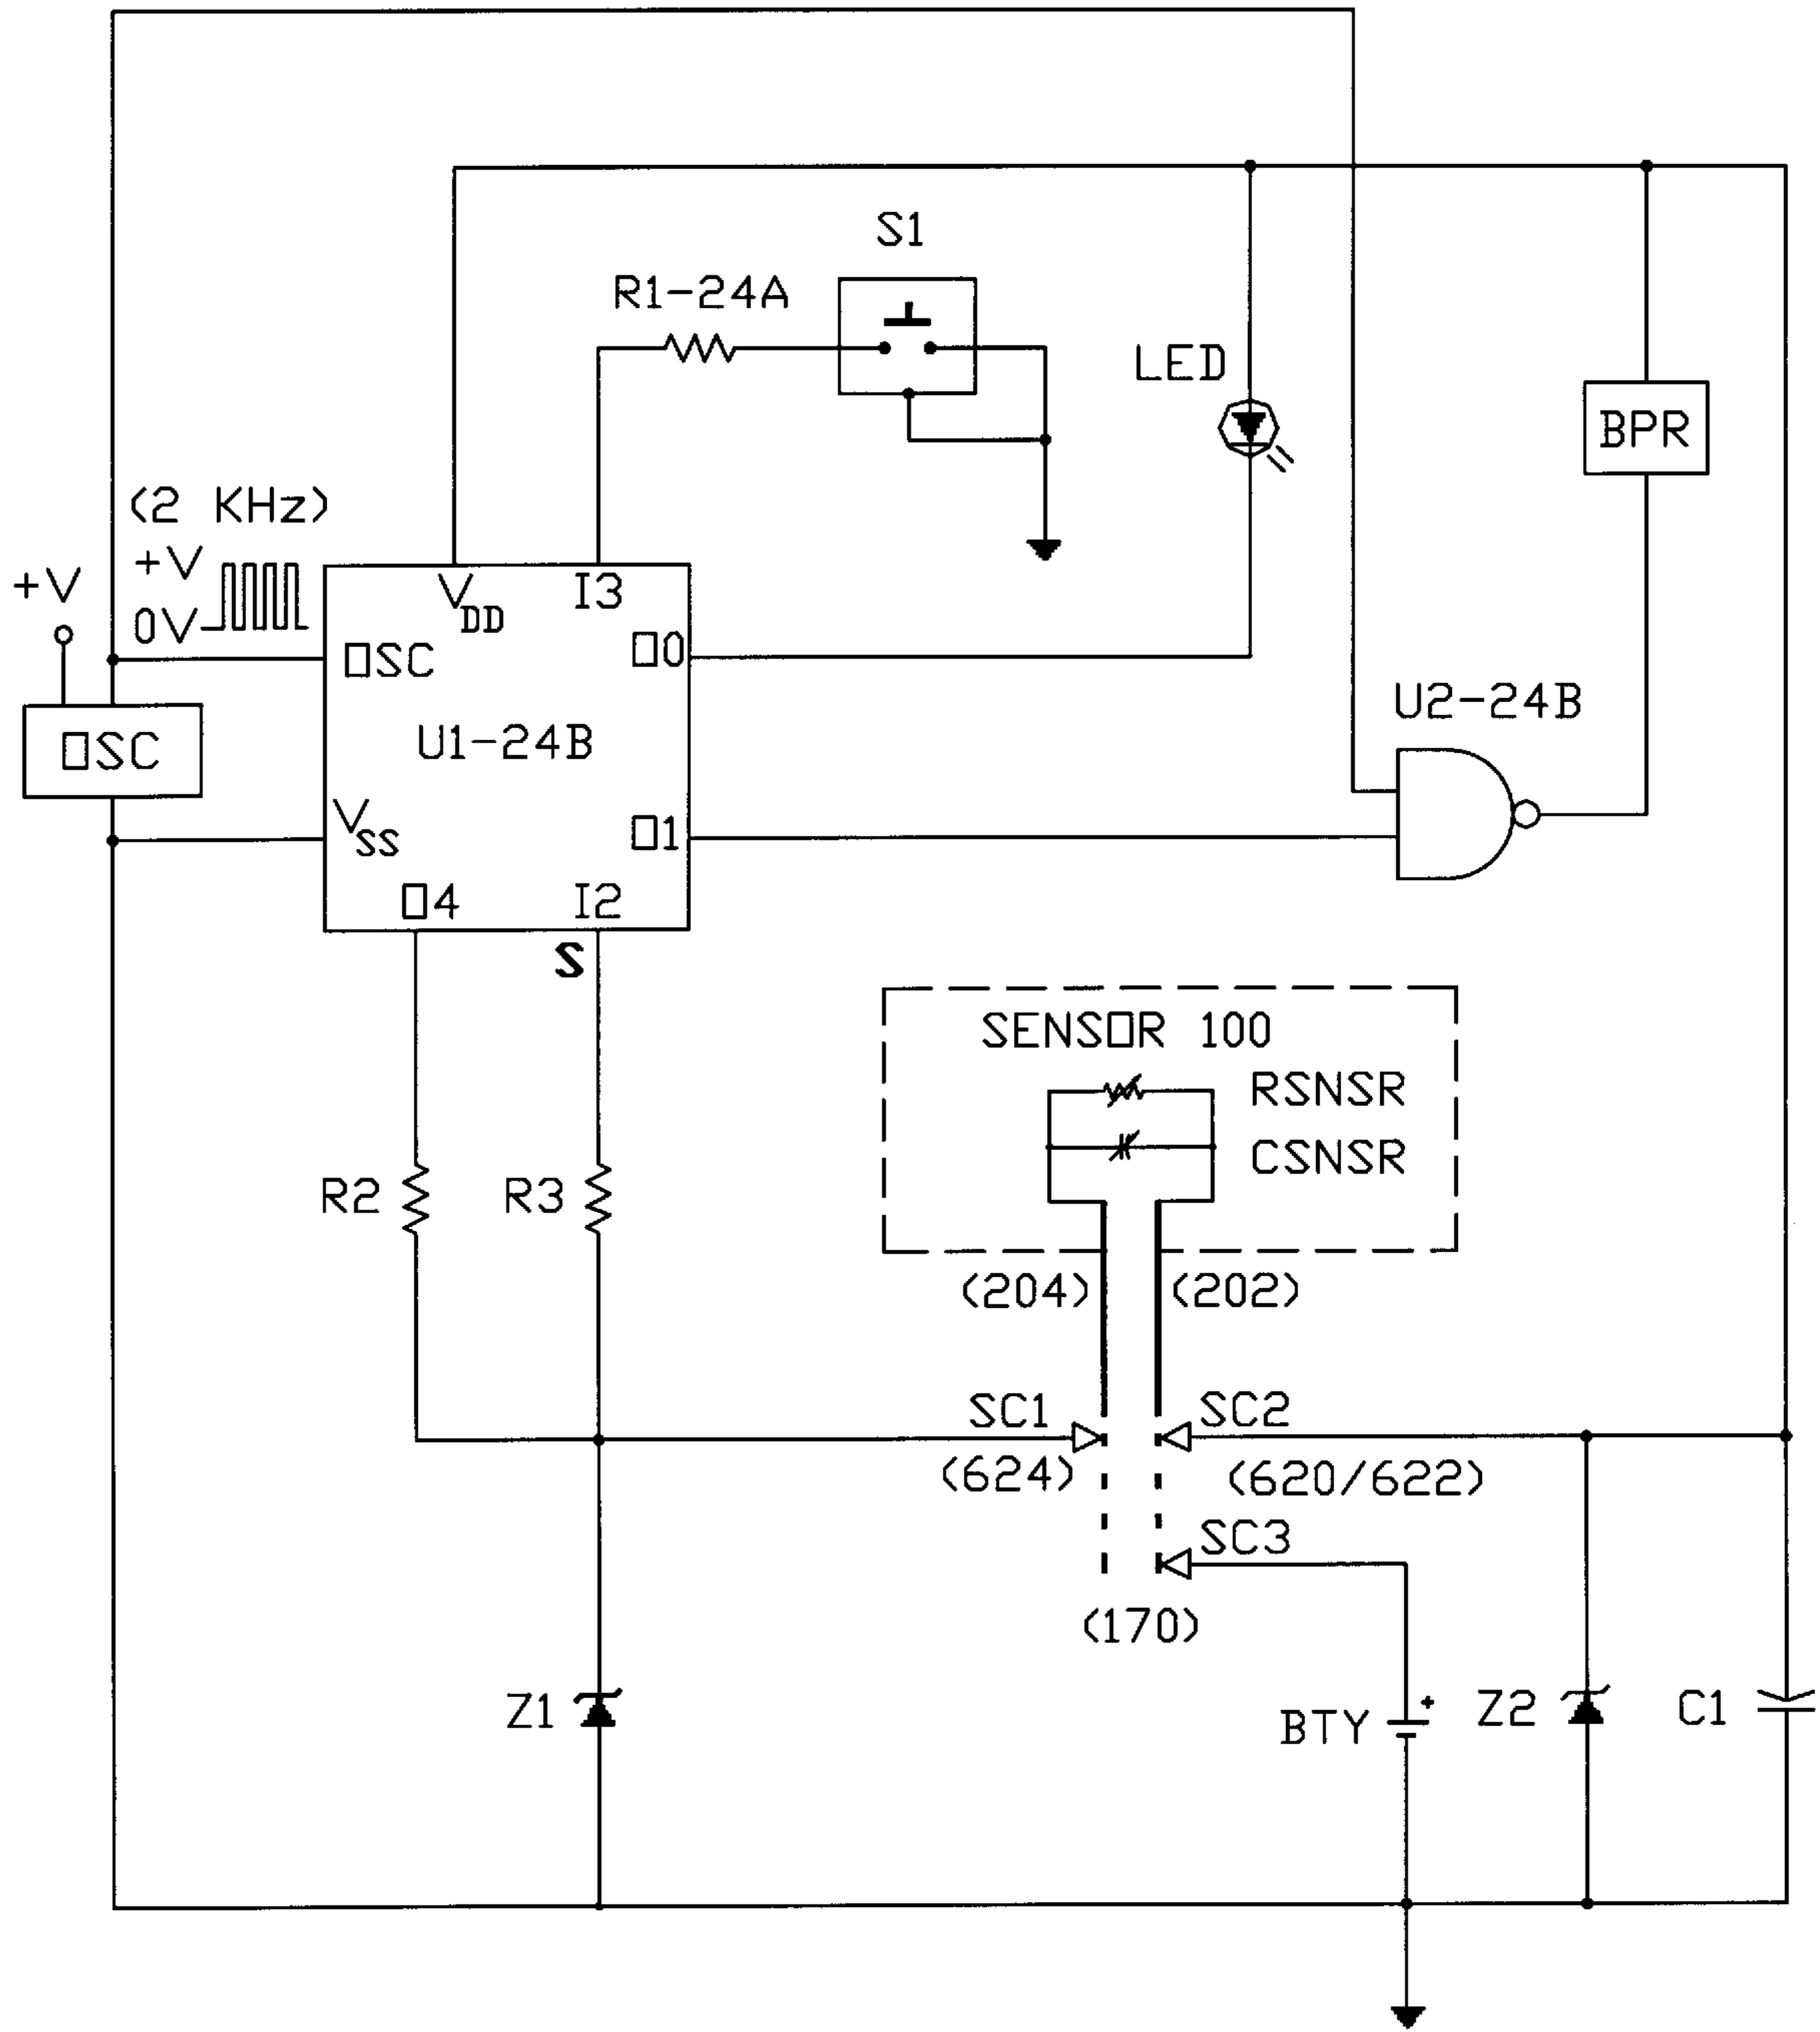 S1
R1-24A
LED
BPR
(2 KHz)
+V
+V
0V
VDD
I3
OSC
O0
U1-24B
OSC
U2-24B
VSS
O1
O4
I2
S
SENSOR 100
RSNSR
CSNSR
R2
R3
(204)
(202)
SC1
SC2
(624)
(620/622)
SC3
(170)
Z1
+
BTY
Z2
C1